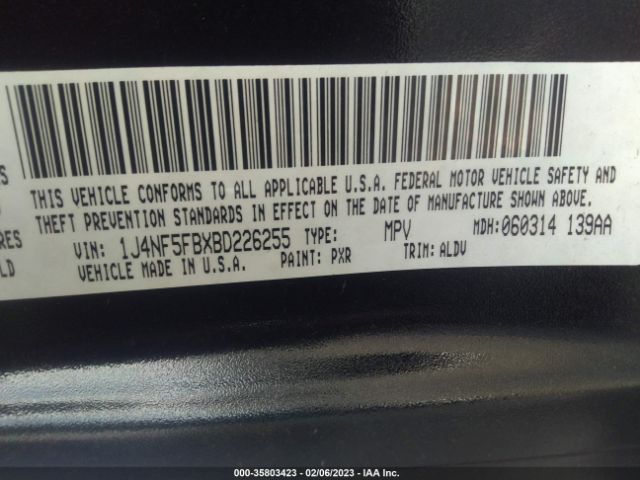 S
THIS VEHICLE CONFORMS TO ALL APPLICABLE U.S.A. FEDERAL MOTOR VEHICLE SAFETY AND
THEFT PREVENTION STANDARDS IN EFFECT ON THE DATE OF MANUFACTURE SHOWN ABOVE.
RES
VIN: 1J4NF5FBXBD226255 TYPE: MPV MDH:060314 139AA
LD
VEHICLE MADE IN U.S.A. PAINT: PXR TRIM: ALDV
000-35803423 — 02/06/2023 — IAA Inc.